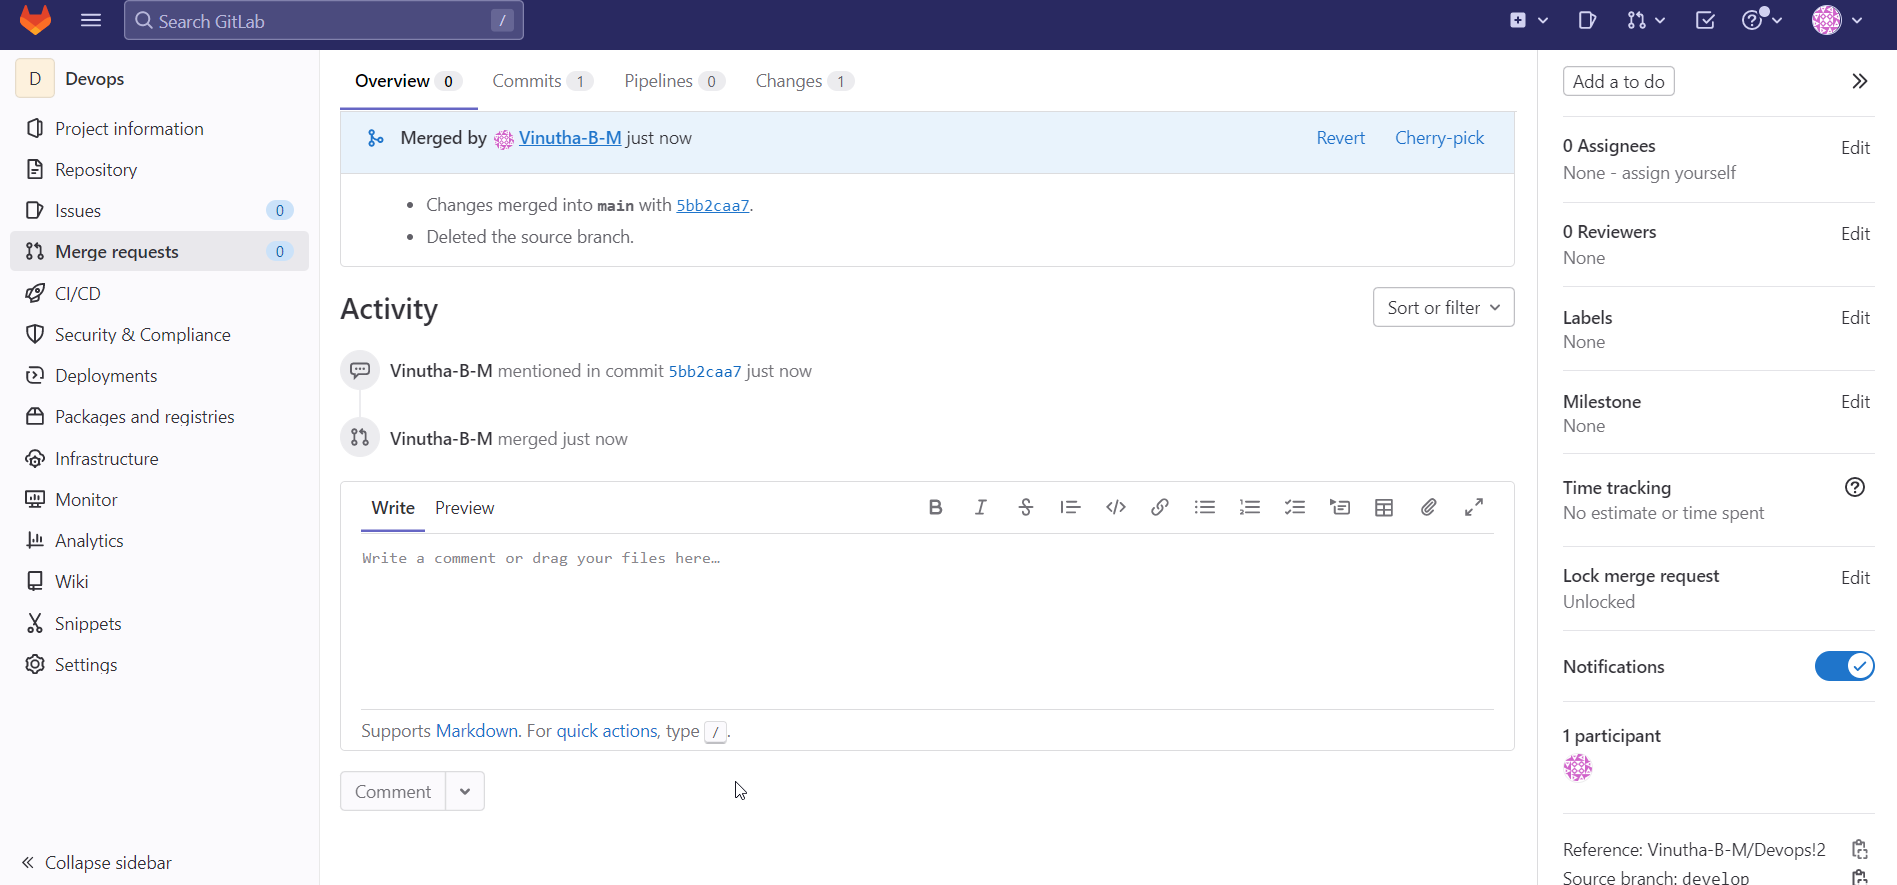 Search GitLab /
D Devops
Project information
Repository
Issues 0
Merge requests 0
CI/CD
Security & Compliance
Deployments
Packages and registries
Infrastructure
Monitor
Analytics
Wiki
Snippets
Settings
Collapse sidebar
Overview 0 Commits 1 Pipelines 0 Changes 1
Merged by Vinutha-B-M just now Revert Cherry-pick
Changes merged into main with 5bb2caa7.
Deleted the source branch.
Activity Sort or filter
Vinutha-B-M mentioned in commit 5bb2caa7 just now
Vinutha-B-M merged just now
Write Preview
Write a comment or drag your files here…
Supports Markdown. For quick actions, type /.
Comment
Add a to do
0 Assignees Edit
None - assign yourself
0 Reviewers Edit
None
Labels Edit
None
Milestone Edit
None
Time tracking
No estimate or time spent
Lock merge request Edit
Unlocked
Notifications
1 participant
Reference: Vinutha-B-M/Devops!2
Source branch: develop